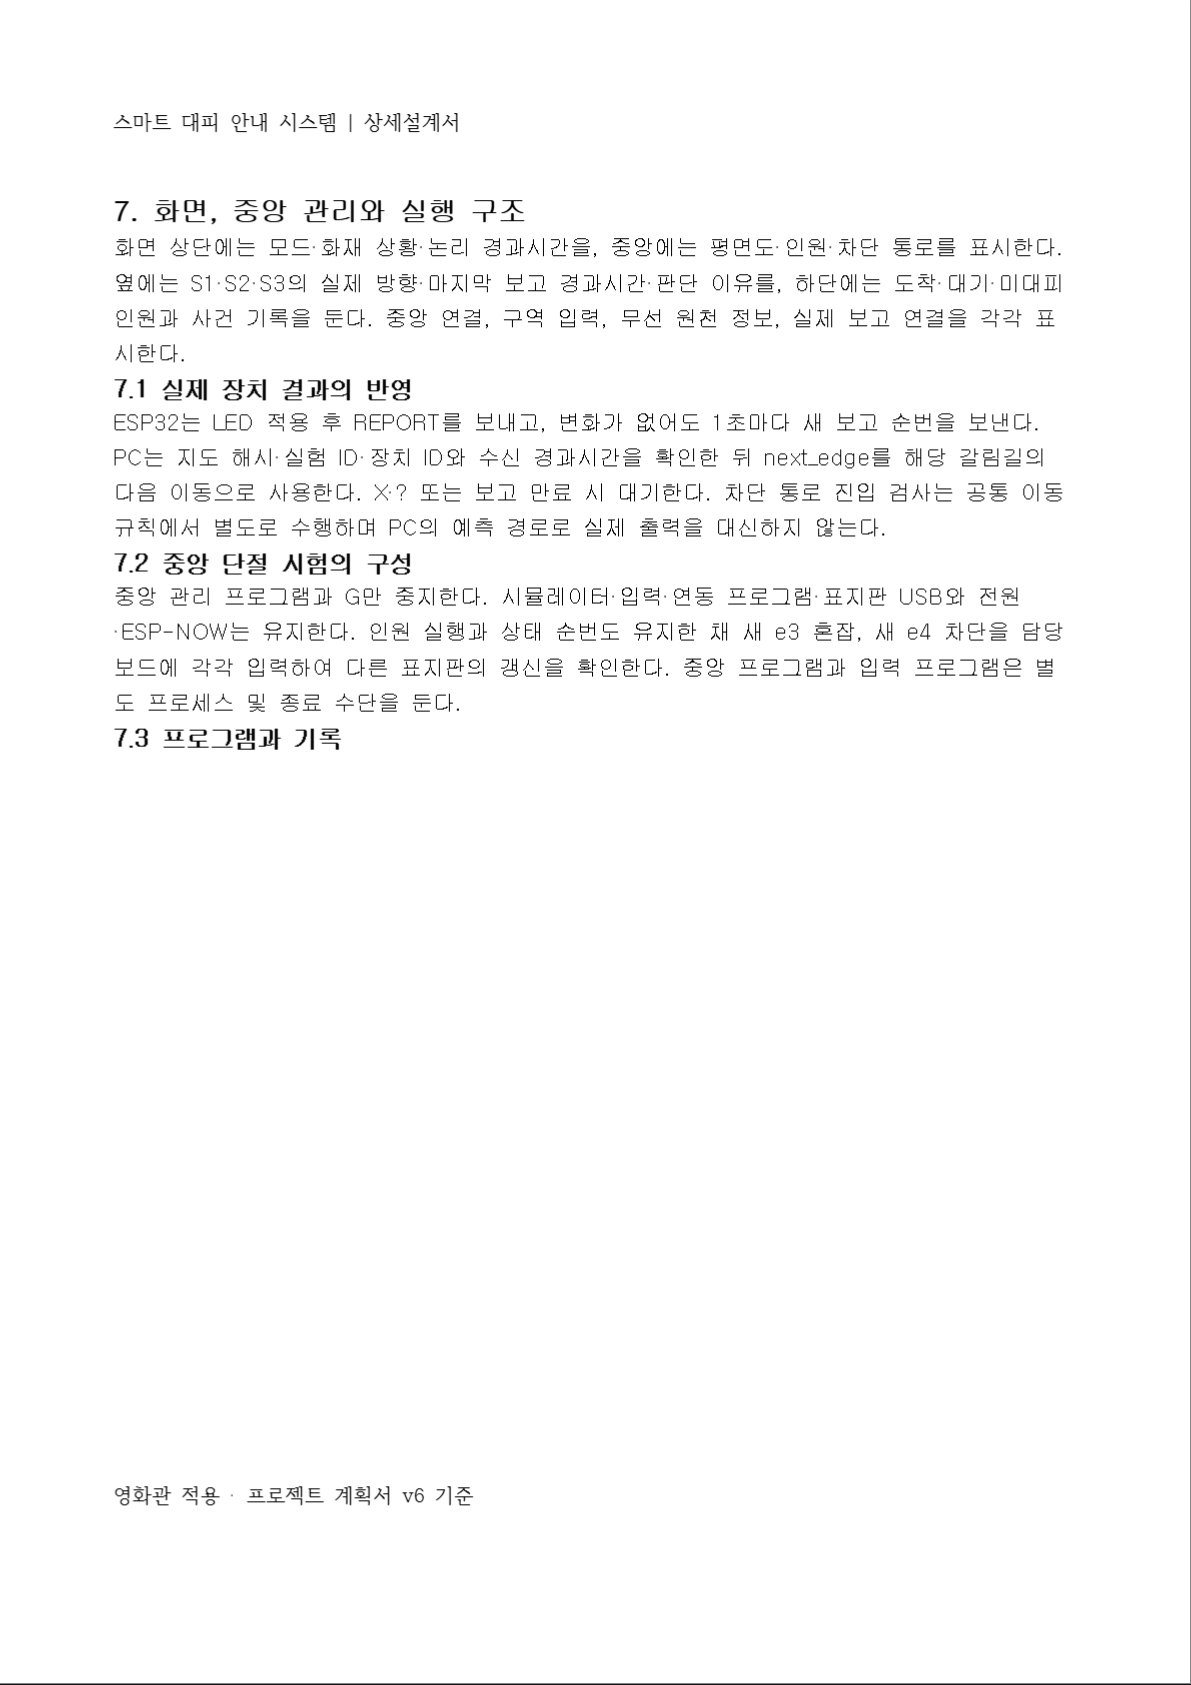 스마트 대피 안내 시스템 | 상세설계서
7. 화면, 중앙 관리와 실행 구조
화면 상단에는 모드·화재 상황·논리 경과시간을, 중앙에는 평면도·인원·차단 통로를 표시한다.
옆에는 S1·S2·S3의 실제 방향·마지막 보고 경과시간·판단 이유를, 하단에는 도착·대기·미대피
인원과 사건 기록을 둔다. 중앙 연결, 구역 입력, 무선 원천 정보, 실제 보고 연결을 각각 표
시한다.
7.1 실제 장치 결과의 반영
ESP32는 LED 적용 후 REPORT를 보내고, 변화가 없어도 1초마다 새 보고 순번을 보낸다.
PC는 지도 해시·실험 ID·장치 ID와 수신 경과시간을 확인한 뒤 next_edge를 해당 갈림길의
다음 이동으로 사용한다. X·? 또는 보고 만료 시 대기한다. 차단 통로 진입 검사는 공통 이동
규칙에서 별도로 수행하며 PC의 예측 경로로 실제 출력을 대신하지 않는다.
7.2 중앙 단절 시험의 구성
중앙 관리 프로그램과 G만 중지한다. 시뮬레이터·입력·연동 프로그램·표지판 USB와 전원
·ESP-NOW는 유지한다. 인원 실행과 상태 순번도 유지한 채 새 e3 혼잡, 새 e4 차단을 담당
보드에 각각 입력하여 다른 표지판의 갱신을 확인한다. 중앙 프로그램과 입력 프로그램은 별
도 프로세스 및 종료 수단을 둔다.
7.3 프로그램과 기록
영화관 적용 · 프로젝트 계획서 v6 기준